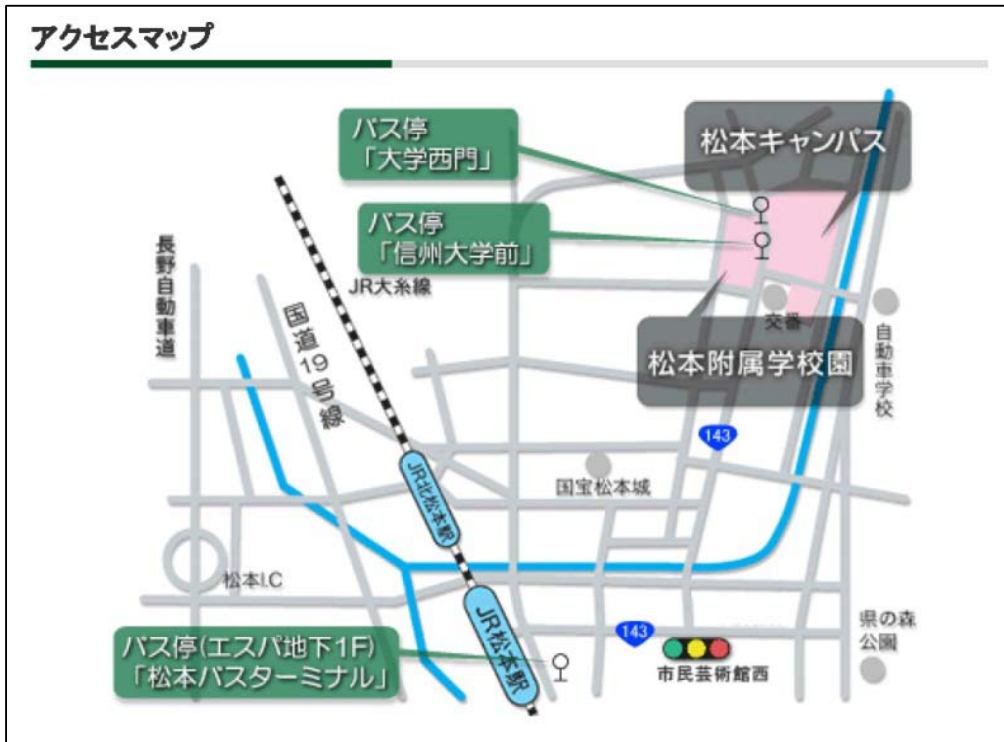 アクセスマップ
バス停
「大学西門」
松本キャンパス
バス停
「信州大学前」
長野自動車道
JR大糸線
国道19号線
交番
松本附属学校園
自動車学校
143
国宝松本城
JR北松本駅
松本I.C
JR松本駅
バス停(エスパ地下1F)
「松本バスターミナル」
143
市民芸術館西
県の森
公園